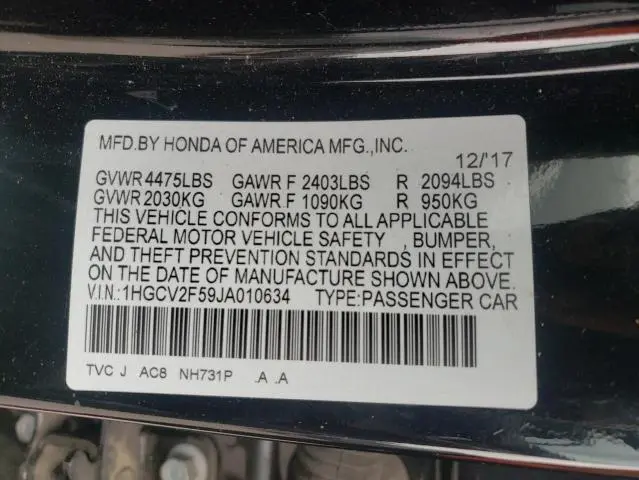 MFD.BY HONDA OF AMERICA MFG.,INC.
12/'17
GVWR 4475LBS GAWR F 2403LBS R 2094LBS
GVWR 2030KG GAWR F 1090KG R 950KG
THIS VEHICLE CONFORMS TO ALL APPLICABLE
FEDERAL MOTOR VEHICLE SAFETY , BUMPER,
AND THEFT PREVENTION STANDARDS IN EFFECT
ON THE DATE OF MANUFACTURE SHOWN ABOVE.
V.I.N.:1HGCV2F59JA010634 TYPE:PASSENGER CAR
TVC J AC8 NH731P .A .A